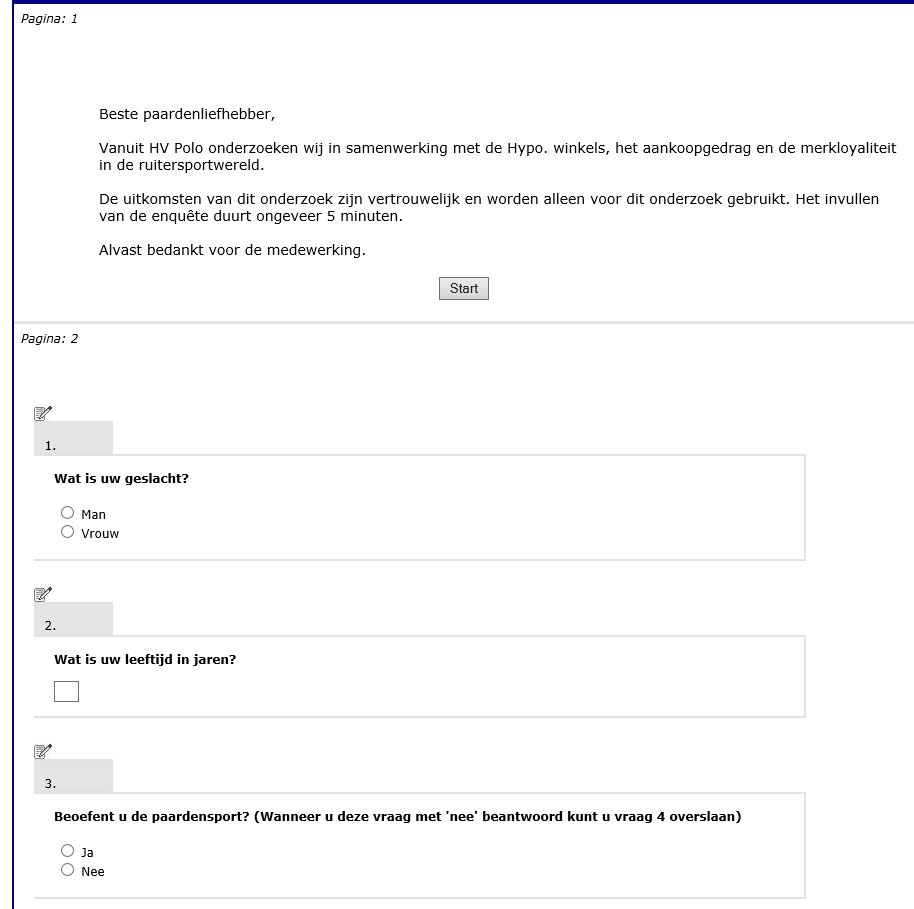 Pagina: 1
Beste paardenliefhebber,
Vanuit HV Polo onderzoeken wij in samenwerking met de Hypo. winkels, het aankoopgedrag en de merkloyaliteit
in de ruitersportwereld.
De uitkomsten van dit onderzoek zijn vertrouwelijk en worden alleen voor dit onderzoek gebruikt. Het invullen
van de enquête duurt ongeveer 5 minuten.
Alvast bedankt voor de medewerking.
Start
Pagina: 2
1.
Wat is uw geslacht?
Man
Vrouw
2.
Wat is uw leeftijd in jaren?
3.
Beoefent u de paardensport? (Wanneer u deze vraag met 'nee' beantwoord kunt u vraag 4 overslaan)
Ja
Nee